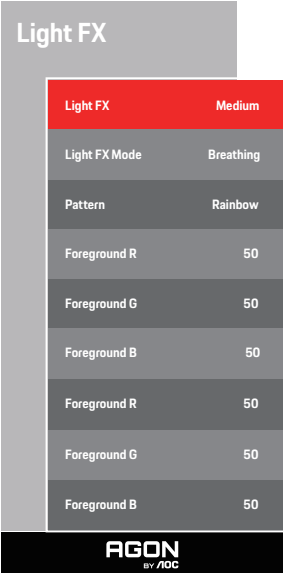 Light FX
Light FX Medium
Light FX Mode Breathing
Pattern Rainbow
Foreground R 50
Foreground G 50
Foreground B 50
Foreground R 50
Foreground G 50
Foreground B 50
AGON
BY AOC